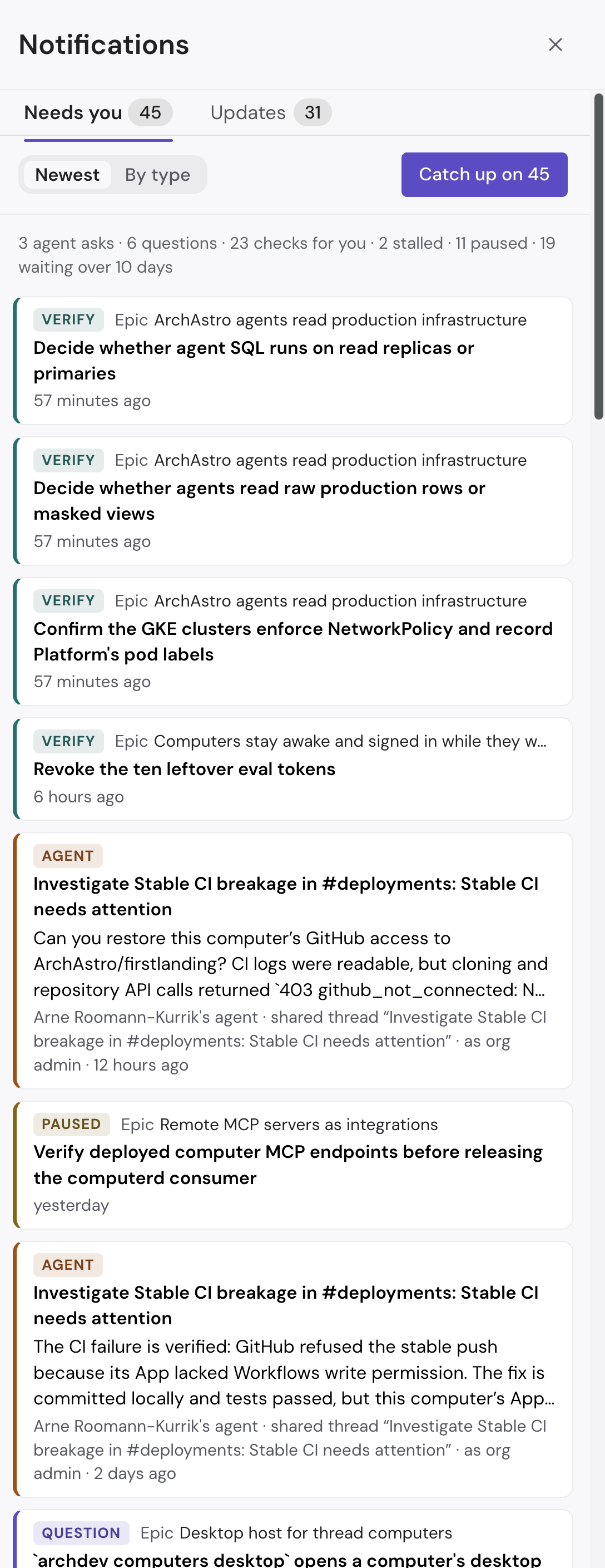 Notifications
Needs you 45 Updates 31
Newest By type Catch up on 45
3 agent asks · 6 questions · 23 checks for you · 2 stalled · 11 paused · 19
waiting over 10 days
VERIFY Epic ArchAstro agents read production infrastructure
Decide whether agent SQL runs on read replicas or
primaries
57 minutes ago
VERIFY Epic ArchAstro agents read production infrastructure
Decide whether agents read raw production rows or
masked views
57 minutes ago
VERIFY Epic ArchAstro agents read production infrastructure
Confirm the GKE clusters enforce NetworkPolicy and record
Platform's pod labels
57 minutes ago
VERIFY Epic Computers stay awake and signed in while they w…
Revoke the ten leftover eval tokens
6 hours ago
AGENT
Investigate Stable CI breakage in #deployments: Stable CI
needs attention
Can you restore this computer’s GitHub access to
ArchAstro/firstlanding? CI logs were readable, but cloning and
repository API calls returned `403 github_not_connected: N…
Arne Roomann-Kurrik's agent · shared thread “Investigate Stable CI
breakage in #deployments: Stable CI needs attention” · as org
admin · 12 hours ago
PAUSED Epic Remote MCP servers as integrations
Verify deployed computer MCP endpoints before releasing
the computerd consumer
yesterday
AGENT
Investigate Stable CI breakage in #deployments: Stable CI
needs attention
The CI failure is verified: GitHub refused the stable push
because its App lacked Workflows write permission. The fix is
committed locally and tests passed, but this computer’s App…
Arne Roomann-Kurrik's agent · shared thread “Investigate Stable CI
breakage in #deployments: Stable CI needs attention” · as org
admin · 2 days ago
QUESTION Epic Desktop host for thread computers
`archdev computers desktop` opens a computer's desktop